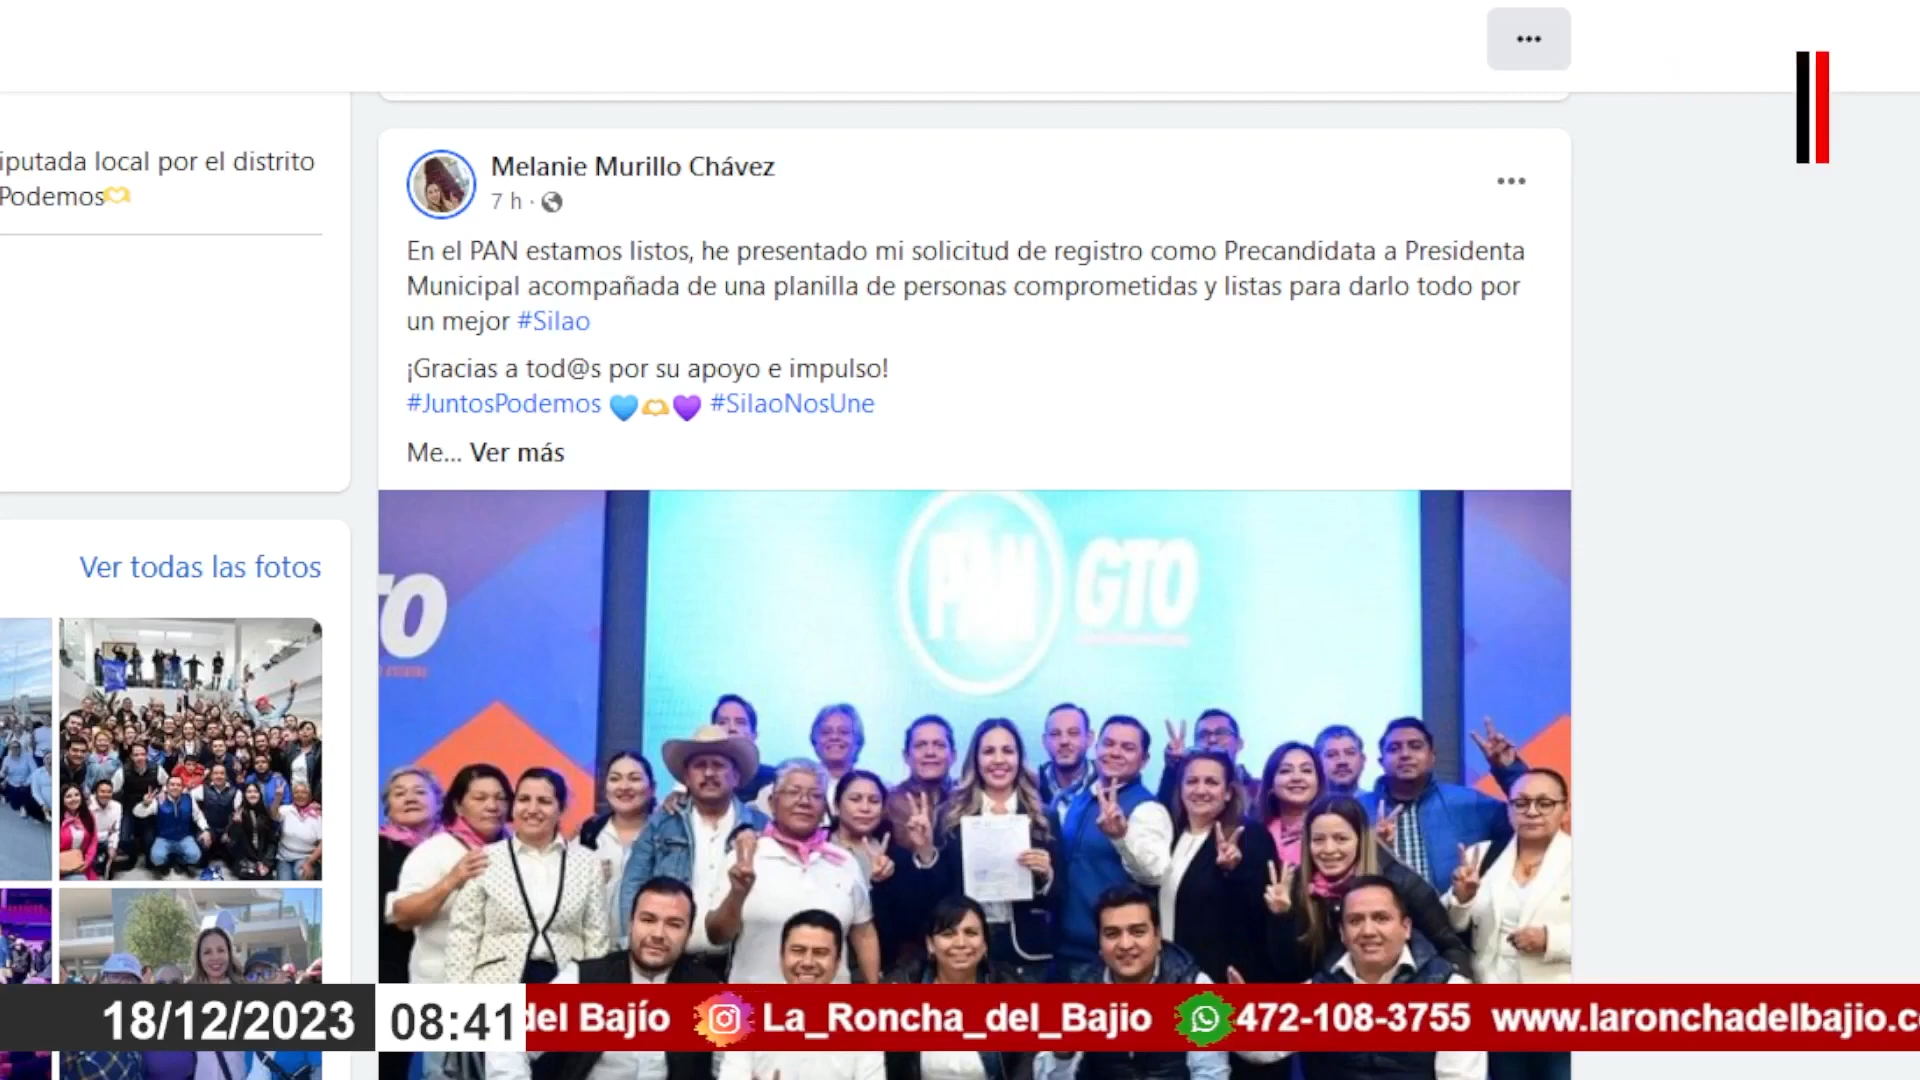 iputada local por el distrito
Podemos
Ver todas las fotos
Melanie Murillo Chávez
7 h ·
En el PAN estamos listos, he presentado mi solicitud de registro como Precandidata a Presidenta
Municipal acompañada de una planilla de personas comprometidas y listas para darlo todo por
un mejor #Silao
¡Gracias a tod@s por su apoyo e impulso!
#JuntosPodemos 💙🫶💜 #SilaoNosUne
Me... Ver más
TO
PAN GTO
18/12/2023 08:41 del Bajío La_Roncha_del_Bajio 472-108-3755 www.laronchadelbajio.c